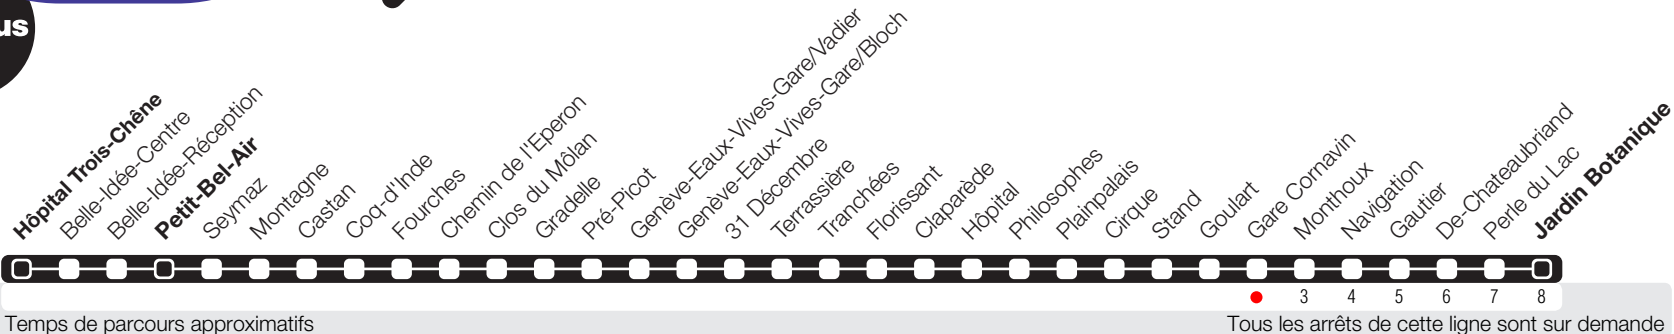 us
Hôpital Trois-Chêne
Belle-Idée-Centre
Belle-Idée-Réception
Petit-Bel-Air
Seymaz
Montagne
Castan
Coq-d'Inde
Fourches
Chemin de l'Eperon
Clos du Môlan
Gradelle
Pré-Picot
Genève-Eaux-Vives-Gare/Vadier
Genève-Eaux-Vives-Gare/Bloch
31 Décembre
Terrassière
Tranchées
Florissant
Claparède
Hôpital
Philosophes
Plainpalais
Cirque
Stand
Goulart
Gare Cornavin
Monthoux
Navigation
Gautier
De-Chateaubriand
Perle du Lac
Jardin Botanique
3 4 5 6 7 8
Temps de parcours approximatifs
Tous les arrêts de cette ligne sont sur demande